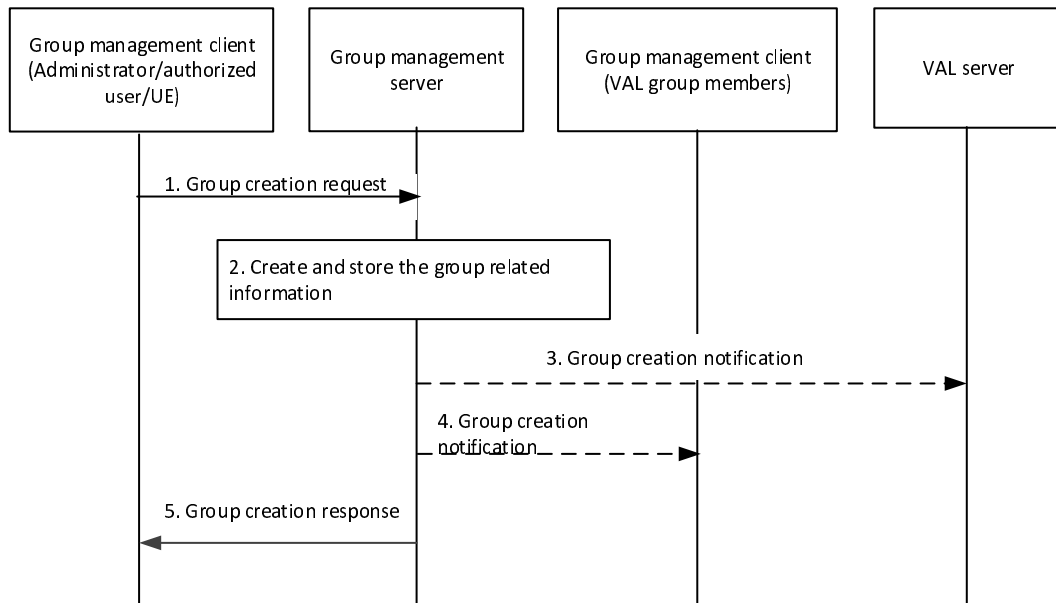 Group management client
(Administrator/authorized
user/UE)
Group management
server
Group management client
(VAL group members)
VAL server
1. Group creation request
2. Create and store the group related
information
3. Group creation notification
4. Group creation
notification
5. Group creation response